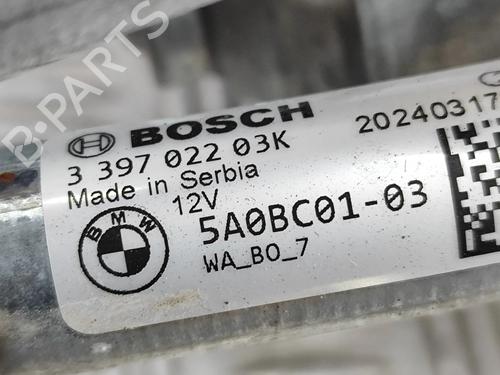 B-PARTS
BOSCH
20240317
3 397 022 03K
Made in Serbia
12V
BMW
5A0BC01-03
WA_BO_7